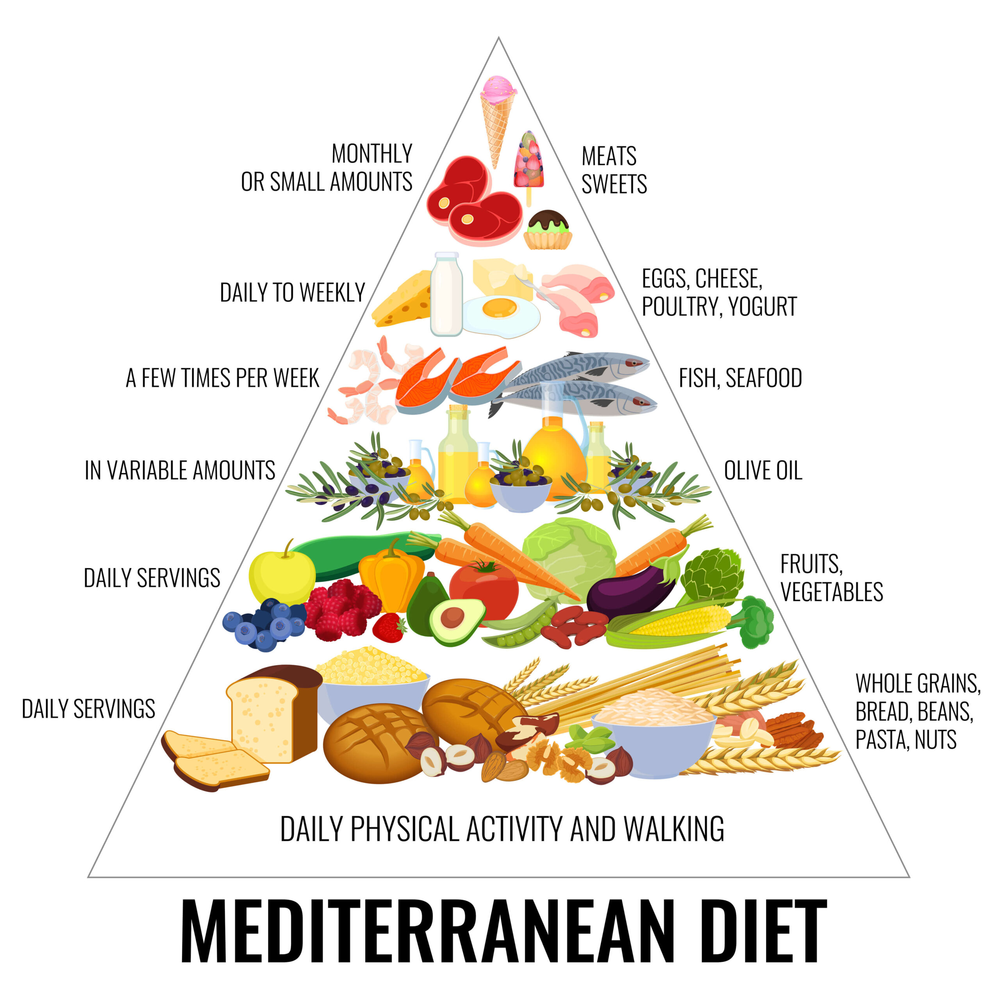 MONTHLY
OR SMALL AMOUNTS
MEATS
SWEETS
DAILY TO WEEKLY
EGGS, CHEESE,
POULTRY, YOGURT
A FEW TIMES PER WEEK
FISH, SEAFOOD
IN VARIABLE AMOUNTS
OLIVE OIL
DAILY SERVINGS
FRUITS,
VEGETABLES
DAILY SERVINGS
WHOLE GRAINS,
BREAD, BEANS,
PASTA, NUTS
DAILY PHYSICAL ACTIVITY AND WALKING
MEDITERRANEAN DIET